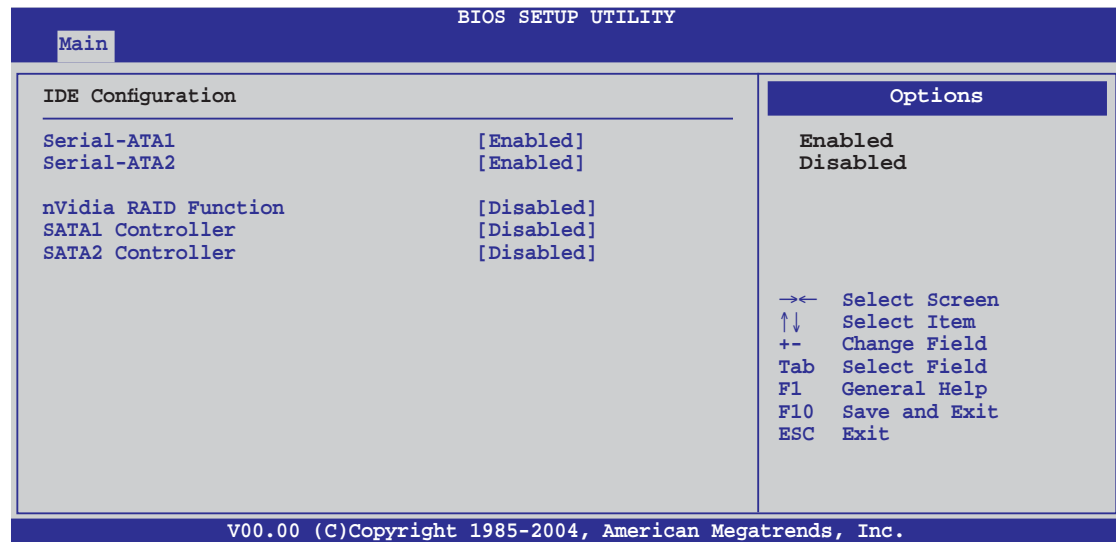 BIOS SETUP UTILITY
Main
IDE Configuration
Serial-ATA1 [Enabled]
Serial-ATA2 [Enabled]
nVidia RAID Function [Disabled]
SATA1 Controller [Disabled]
SATA2 Controller [Disabled]
Options
Enabled
Disabled
→← Select Screen
↑↓ Select Item
+- Change Field
Tab Select Field
F1 General Help
F10 Save and Exit
ESC Exit
V00.00 (C)Copyright 1985-2004, American Megatrends, Inc.